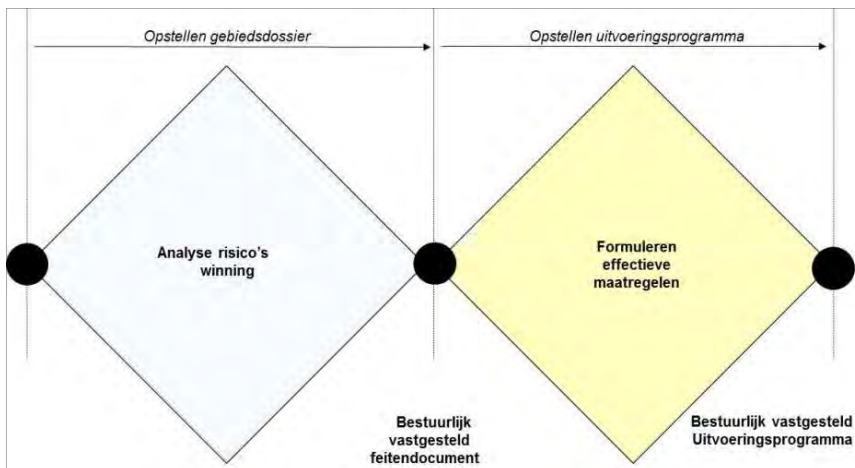 Opstellen gebiedsdossier
Opstellen uitvoeringsprogramma
Analyse risico's
winning
Formuleren
effectieve
maatregelen
Bestuurlijk
vastgesteld
feitendocument
Bestuurlijk vastgesteld
Uitvoeringsprogramma